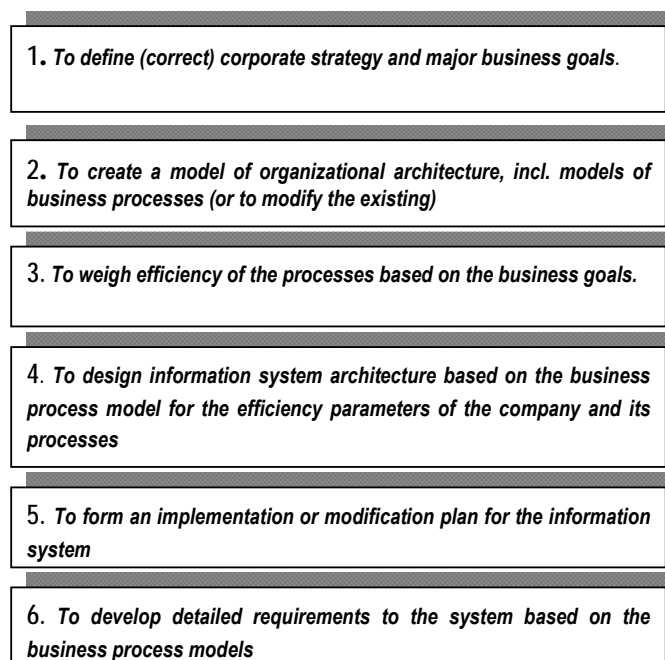 1. To define (correct) corporate strategy and major business goals.
2. To create a model of organizational architecture, incl. models of
business processes (or to modify the existing)
3. To weigh efficiency of the processes based on the business goals.
4. To design information system architecture based on the business
process model for the efficiency parameters of the company and its
processes
5. To form an implementation or modification plan for the information
system
6. To develop detailed requirements to the system based on the
business process models